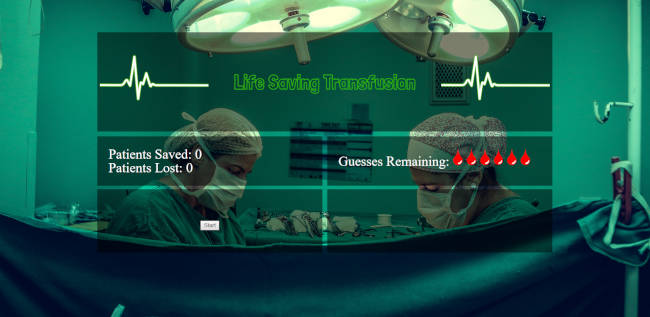 Life Saving Transfusion
Patients Saved: 0
Patients Lost: 0
Guesses Remaining:
Start